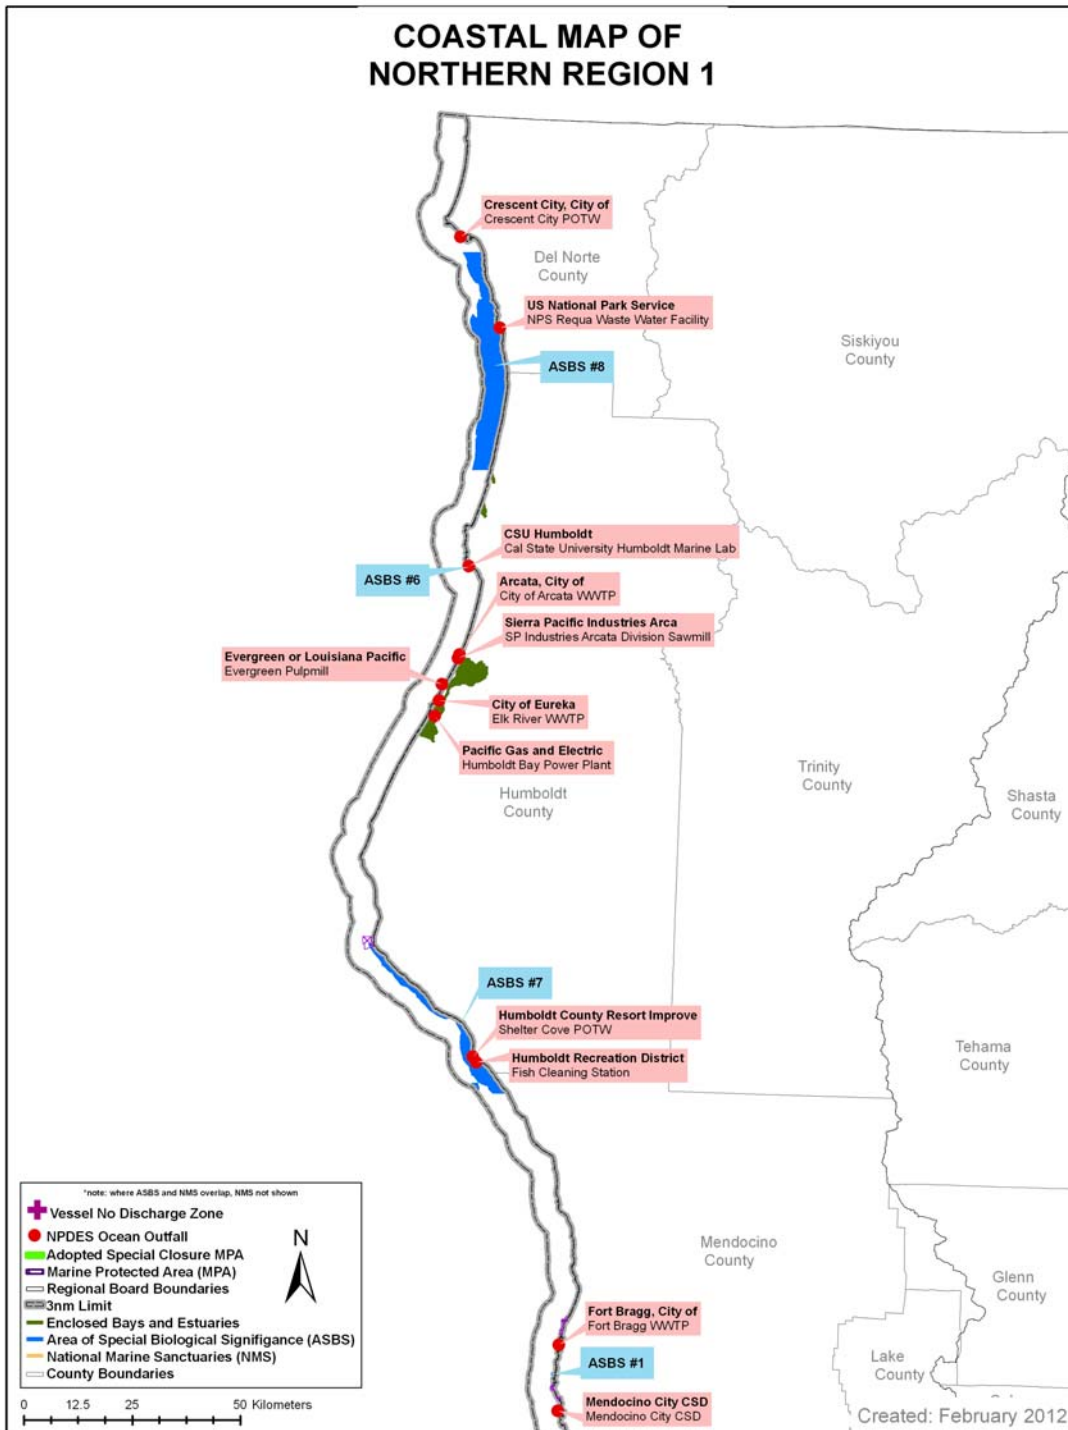 COASTAL MAP OF
NORTHERN REGION 1
Crescent City, City of
Crescent City POTW
Del Norte
County
US National Park Service
NPS Requa Waste Water Facility
Siskiyou
County
ASBS #8
CSU Humboldt
Cal State University Humboldt Marine Lab
ASBS #6
Arcata, City of
City of Arcata WWTP
Sierra Pacific Industries Arca
SP Industries Arcata Division Sawmill
Evergreen or Louisiana Pacific
Evergreen Pulpmill
City of Eureka
Elk River WWTP
Pacific Gas and Electric
Humboldt Bay Power Plant
Trinity
County
Humboldt
County
Shasta
County
ASBS #7
Humboldt County Resort Improve
Shelter Cove POTW
Humboldt Recreation District
Fish Cleaning Station
Tehama
County
*note: where ASBS and NMS overlap, NMS not shown
Vessel No Discharge Zone
NPDES Ocean Outfall
Adopted Special Closure MPA
Marine Protected Area (MPA)
Regional Board Boundaries
3nm Limit
Enclosed Bays and Estuaries
Area of Special Biological Signifigance (ASBS)
National Marine Sanctuaries (NMS)
County Boundaries
N
0 12.5 25 50 Kilometers
Mendocino
County
Glenn
County
Fort Bragg, City of
Fort Bragg WWTP
ASBS #1
Lake
County
Mendocino City CSD
Mendocino City CSD
Created: February 2012